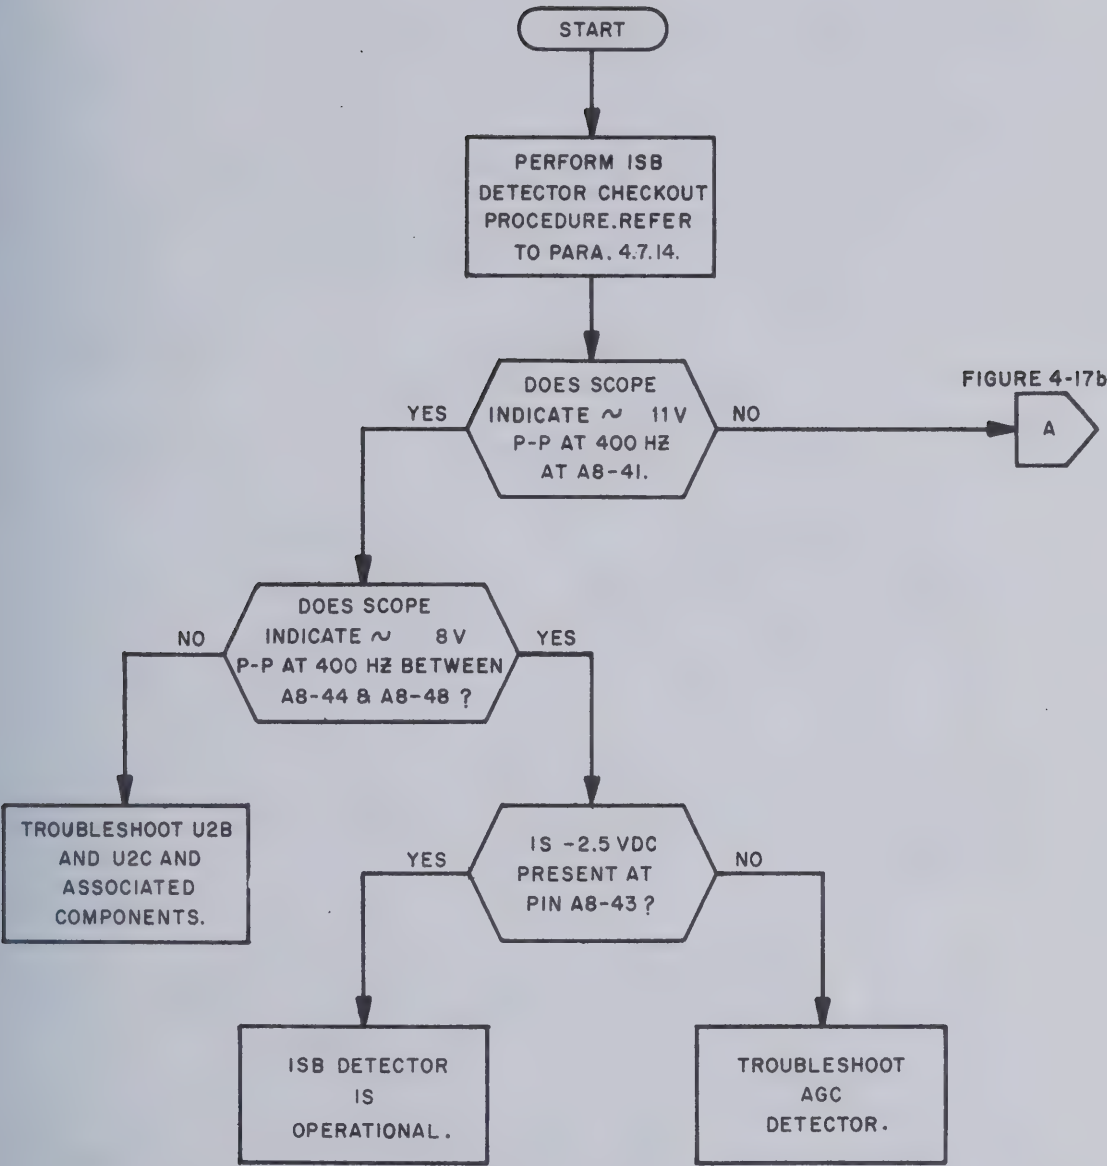 START
PERFORM ISB
DETECTOR CHECKOUT
PROCEDURE.REFER
TO PARA. 4.7.14.
DOES SCOPE
INDICATE ~ 11V
P-P AT 400 HZ
AT A8-41.
YES
NO
FIGURE 4-17b
A
DOES SCOPE
INDICATE ~ 8V
P-P AT 400 HZ BETWEEN
A8-44 & A8-48 ?
NO
YES
TROUBLESHOOT U2B
AND U2C AND
ASSOCIATED
COMPONENTS.
IS -2.5 VDC
PRESENT AT
PIN A8-43 ?
YES
NO
ISB DETECTOR
IS
OPERATIONAL.
TROUBLESHOOT
AGC
DETECTOR.